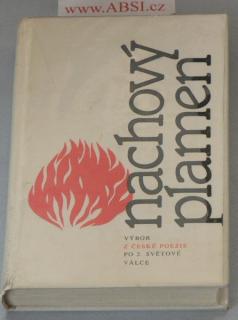 www.ABSI.cz
nachový
plamen
VÝBOR
Z ČESKÉ POEZIE
PO 2. SVĚTOVÉ
VÁLCE